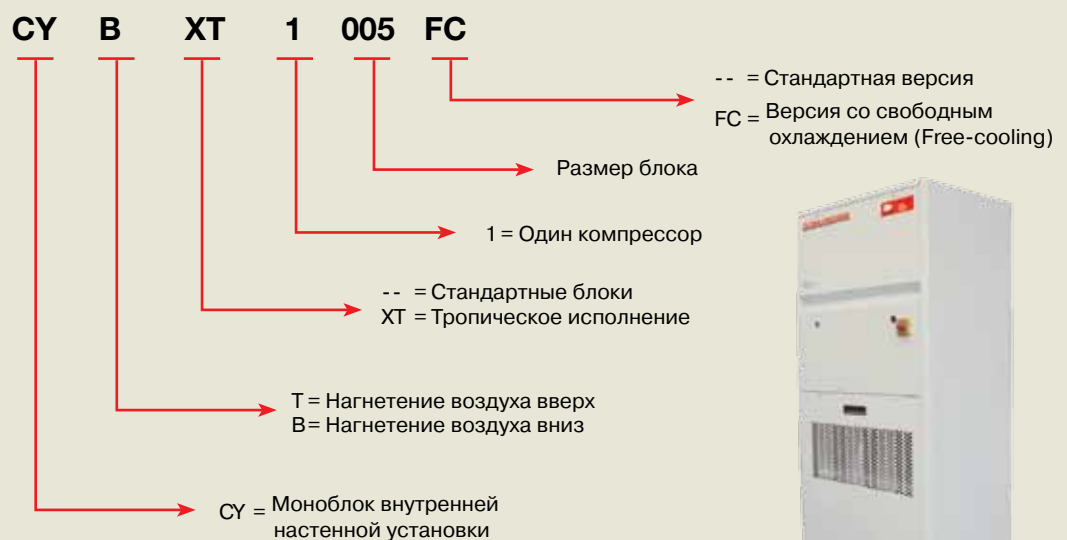 CY B XT 1 005 FC
-- = Стандартная версия
FC = Версия со свободным
охлаждением (Free-cooling)
Размер блока
1 = Один компрессор
-- = Стандартные блоки
XT = Тропическое исполнение
T = Нагнетение воздуха вверх
B = Нагнетение воздуха вниз
CY = Моноблок внутренней
настенной установки